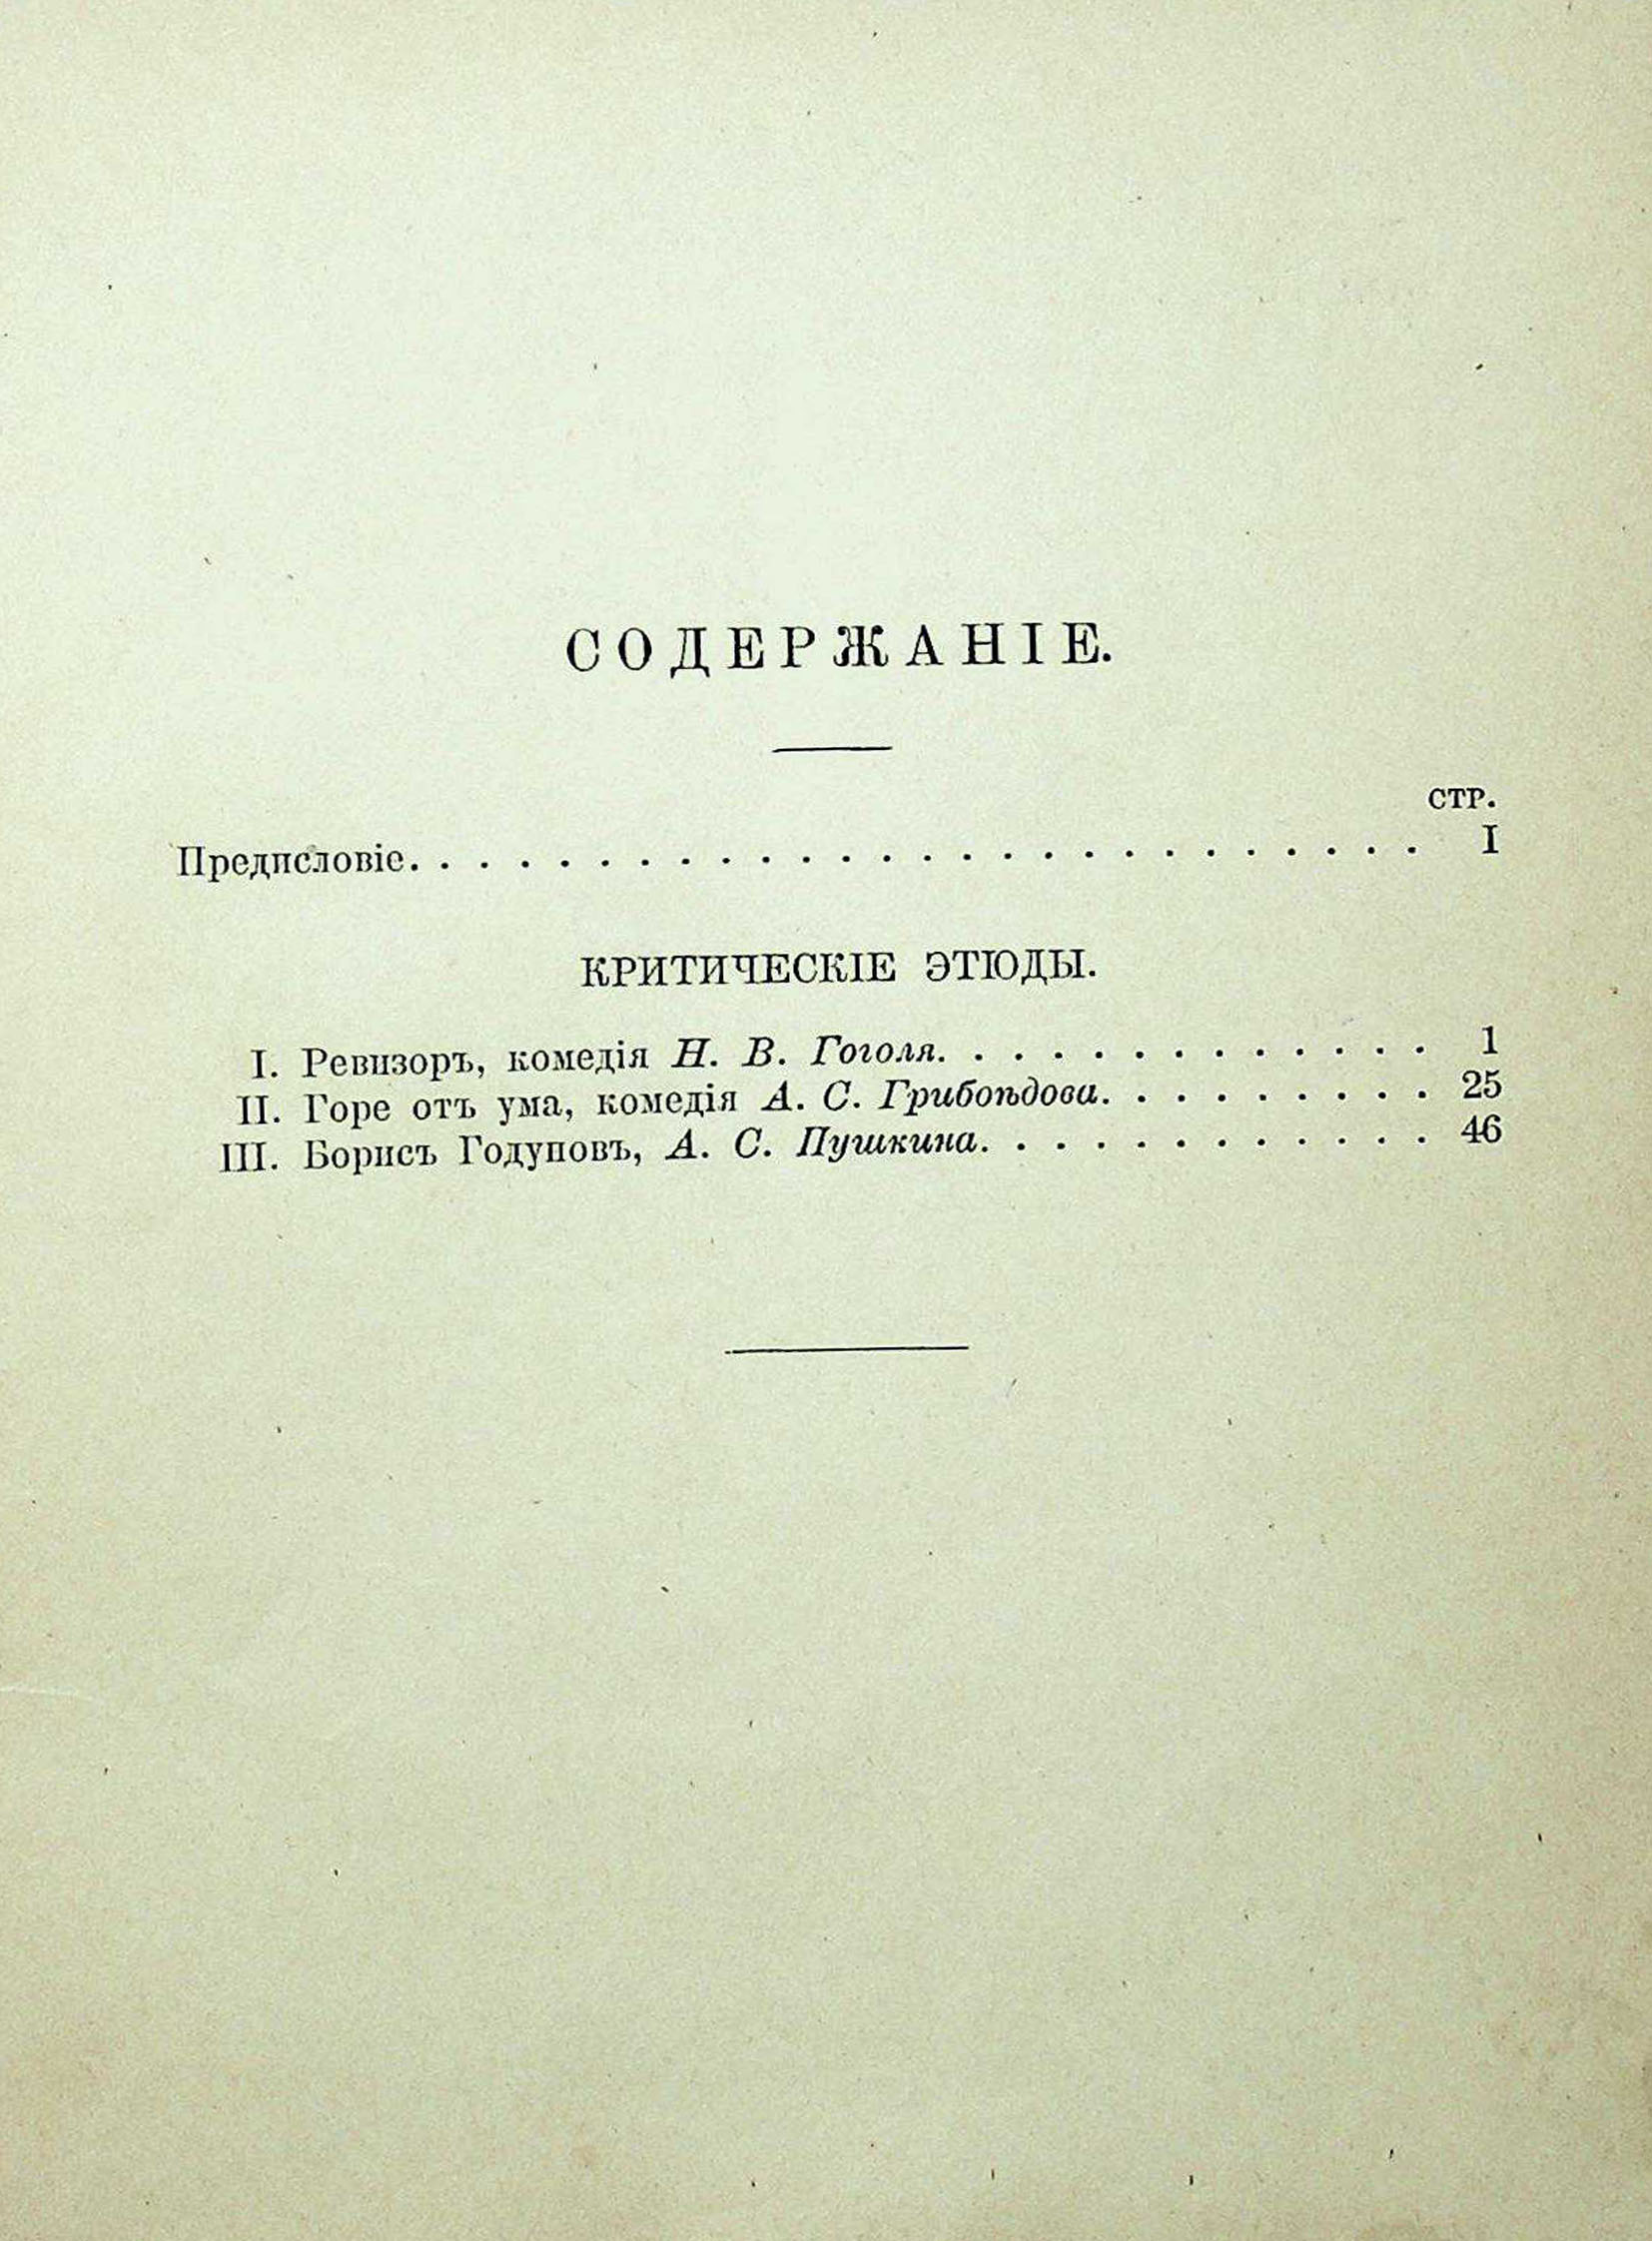 СОДЕРЖАНІЕ.
стр.
Предисловіе. . . . . . . . . . . . . . . . . . . . . . . . . . I
КРИТИЧЕСКІЕ ЭТЮДЫ.
I. Ревизоръ, комедія Н. В. Гоголя. . . . . . . . . . . . . 1
II. Горе отъ ума, комедія А. С. Грибоѣдова. . . . . . . . . 25
III. Борисъ Годуновъ, А. С. Пушкина. . . . . . . . . . . . 46